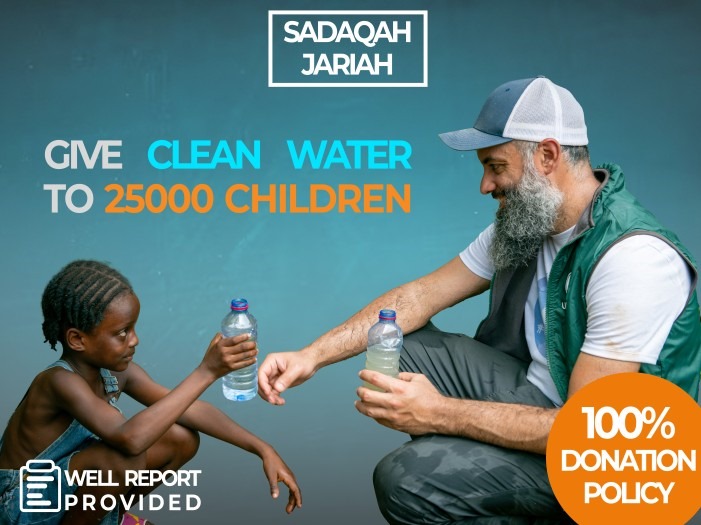 SADAQAH
JARIAH
GIVE CLEAN WATER
TO 25000 CHILDREN
WELL REPORT
PROVIDED
100%
DONATION
POLICY